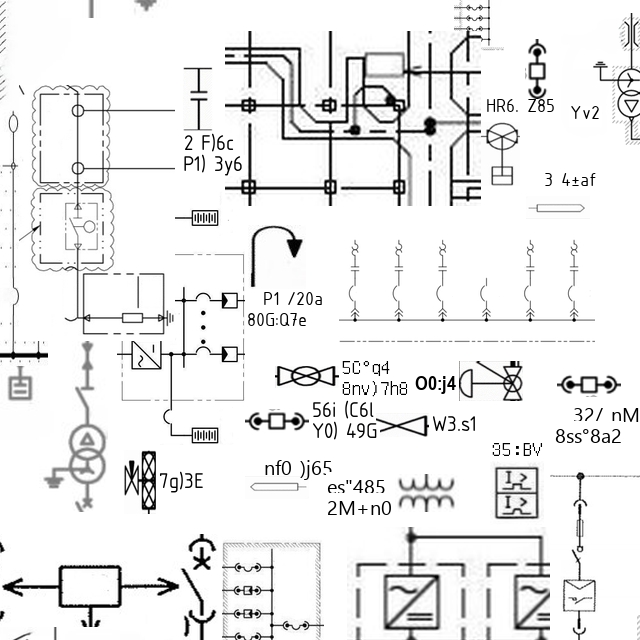 HR6. Z85
Yv2
2 F)6c
P1) 3y6
3 4±af
P1 /20a
80G:Q7e
5C°q4
8nv)7h8
O0:j4
56i (C6l
Y0) 49G
W3.s1
32/ nM
8ss°8a2
35:BV
nf0 )j65
7g)3E
es"485
2M+n0